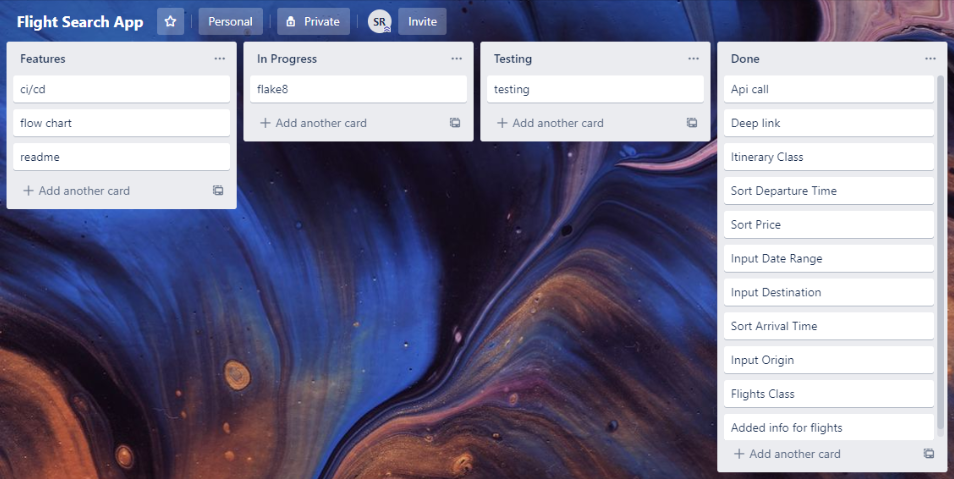 Flight Search App
Personal
Private
SR
Invite
Features
ci/cd
flow chart
readme
+ Add another card
In Progress
flake8
+ Add another card
Testing
testing
+ Add another card
Done
Api call
Deep link
Itinerary Class
Sort Departure Time
Sort Price
Input Date Range
Input Destination
Sort Arrival Time
Input Origin
Flights Class
Added info for flights
+ Add another card